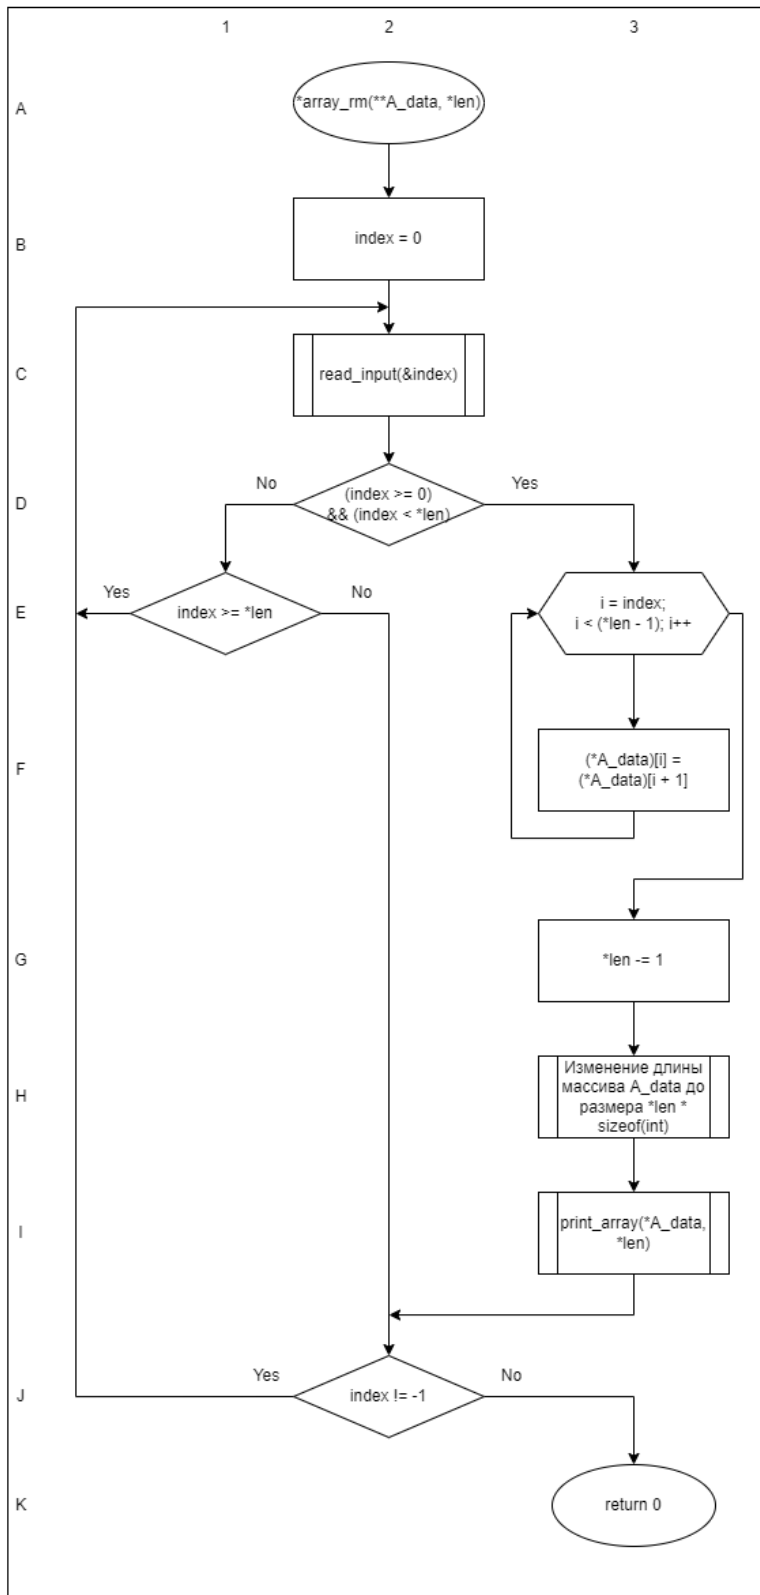 1 2 3
A
*array_rm(**A_data, *len)
B
index = 0
C
read_input(&index)
D
No
(index >= 0)
&& (index < *len)
Yes
E
Yes
index >= *len
No
i = index;
i < (*len - 1); i++
F
(*A_data)[i] =
(*A_data)[i + 1]
G
*len -= 1
H
Изменение длины
массива A_data до
размера *len *
sizeof(int)
I
print_array(*A_data,
*len)
J
Yes
index != -1
No
K
return 0